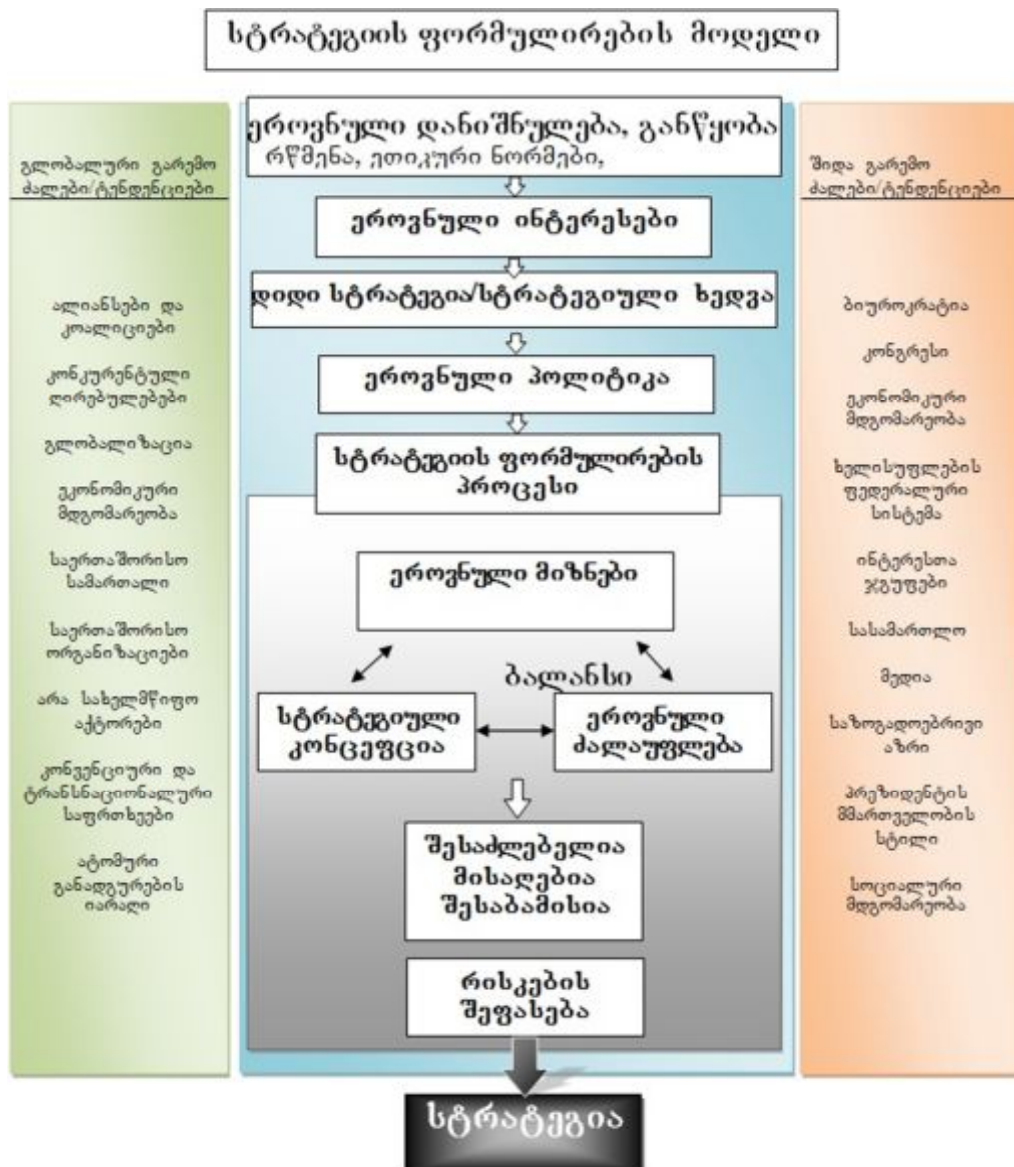 სტრატეგიის ფორმულირების მოდელი
გლობალური გარემო
ძალები/ტენდენციები
ალიანსები და
კოალიციები
კონკურენტული
ღირებულებები
გლობალიზაცია
ეკონომიკური
მდგომარეობა
საერთაშორისო
სამართალი
საერთაშორისო
ორგანიზაციები
არა სახელმწიფო
აქტორები
კონვენციური და
ტრანსნაციონალური
საფრთხეები
ატომური
განადგურების
იარაღი
ეროვნული დანიშნულება, განწყობა
რწმენა, ეთიკური ნორმები,
ეროვნული ინტერესები
დიდი სტრატეგია/სტრატეგიული ხედვა
ეროვნული პოლიტიკა
სტრატეგიის ფორმულირების
პროცესი
ეროვნული მიზნები
ბალანსი
სტრატეგიული
კონცეფცია
ეროვნული
ძალაუფლება
შესაძლებელია
მისაღებია
შესაბამისია
რისკების
შეფასება
სტრატეგია
შიდა გარემო
ძალები/ტენდენციები
ბიუროკრატია
კონგრესი
ეკონომიკური
მდგომარეობა
ხელისუფლების
ფედერალური
სისტემა
ინტერესთა
ჯგუფები
სასამართლო
მედია
საზოგადოებრივი
აზრი
პრეზიდენტის
მმართველობის
სტილი
სოციალური
მდგომარეობა